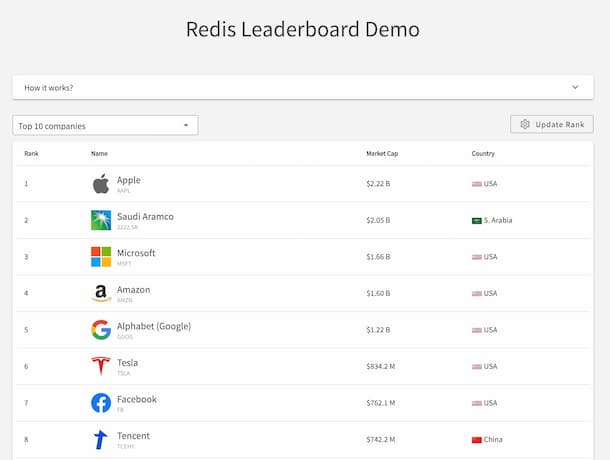 Redis Leaderboard Demo
How it works?
Top 10 companies
Update Rank
Rank Name Market Cap Country
1 Apple $2.22 B USA
AAPL
2 Saudi Aramco $2.05 B S. Arabia
2222.SR
3 Microsoft $1.66 B USA
MSFT
4 Amazon $1.60 B USA
AMZN
5 Alphabet (Google) $1.22 B USA
GOOG
6 Tesla $834.2 M USA
TSLA
7 Facebook $762.1 M USA
FB
8 Tencent $742.2 M China
TCEHY